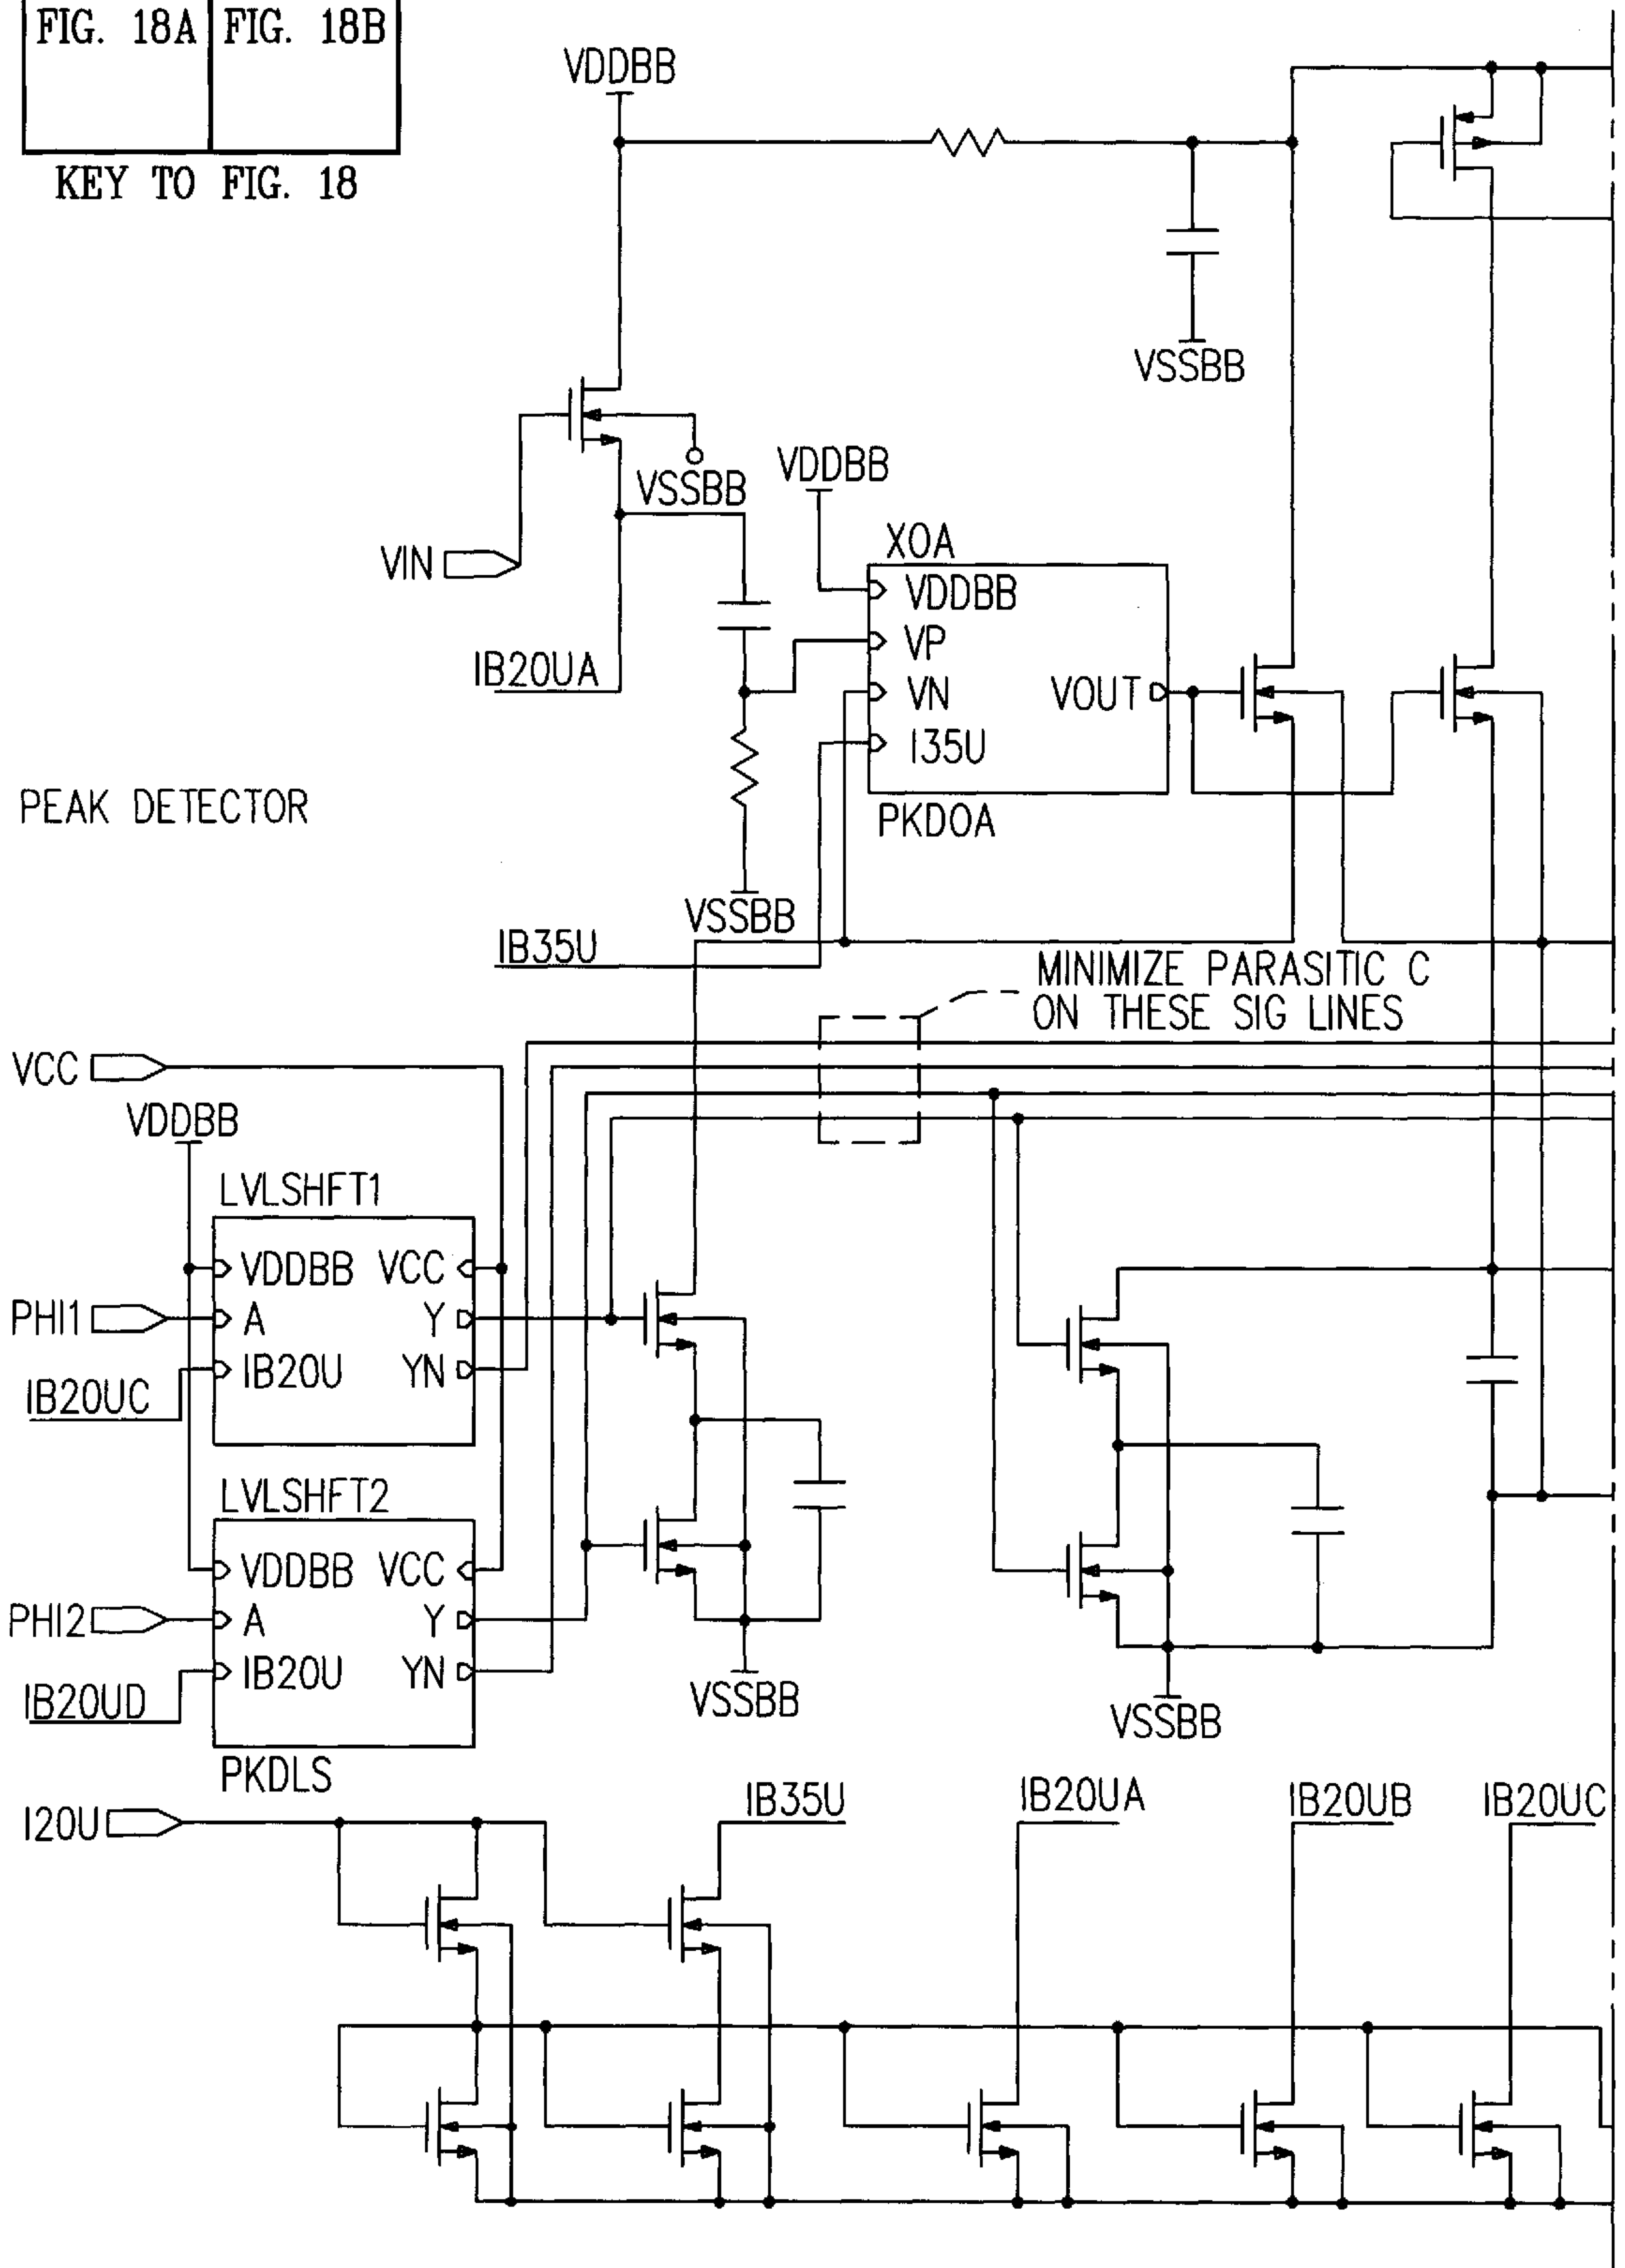 FIG. 18A FIG. 18B
KEY TO FIG. 18
VDDBB
VSSBB
VSSBB
VIN
IB20UA
VDDBB
X0A
VDDBB
VP
VN
I35U
VOUT
PKDOA
PEAK DETECTOR
VSSBB
IB35U
MINIMIZE PARASITIC C
ON THESE SIG LINES
VCC
VDDBB
LVLSHFT1
VDDBB VCC
PHI1
A Y
IB20U YN
IB20UC
LVLSHFT2
VDDBB VCC
PHI2
A Y
IB20U YN
IB20UD
PKDLS
VSSBB
VSSBB
I20U
IB35U
IB20UA
IB20UB
IB20UC